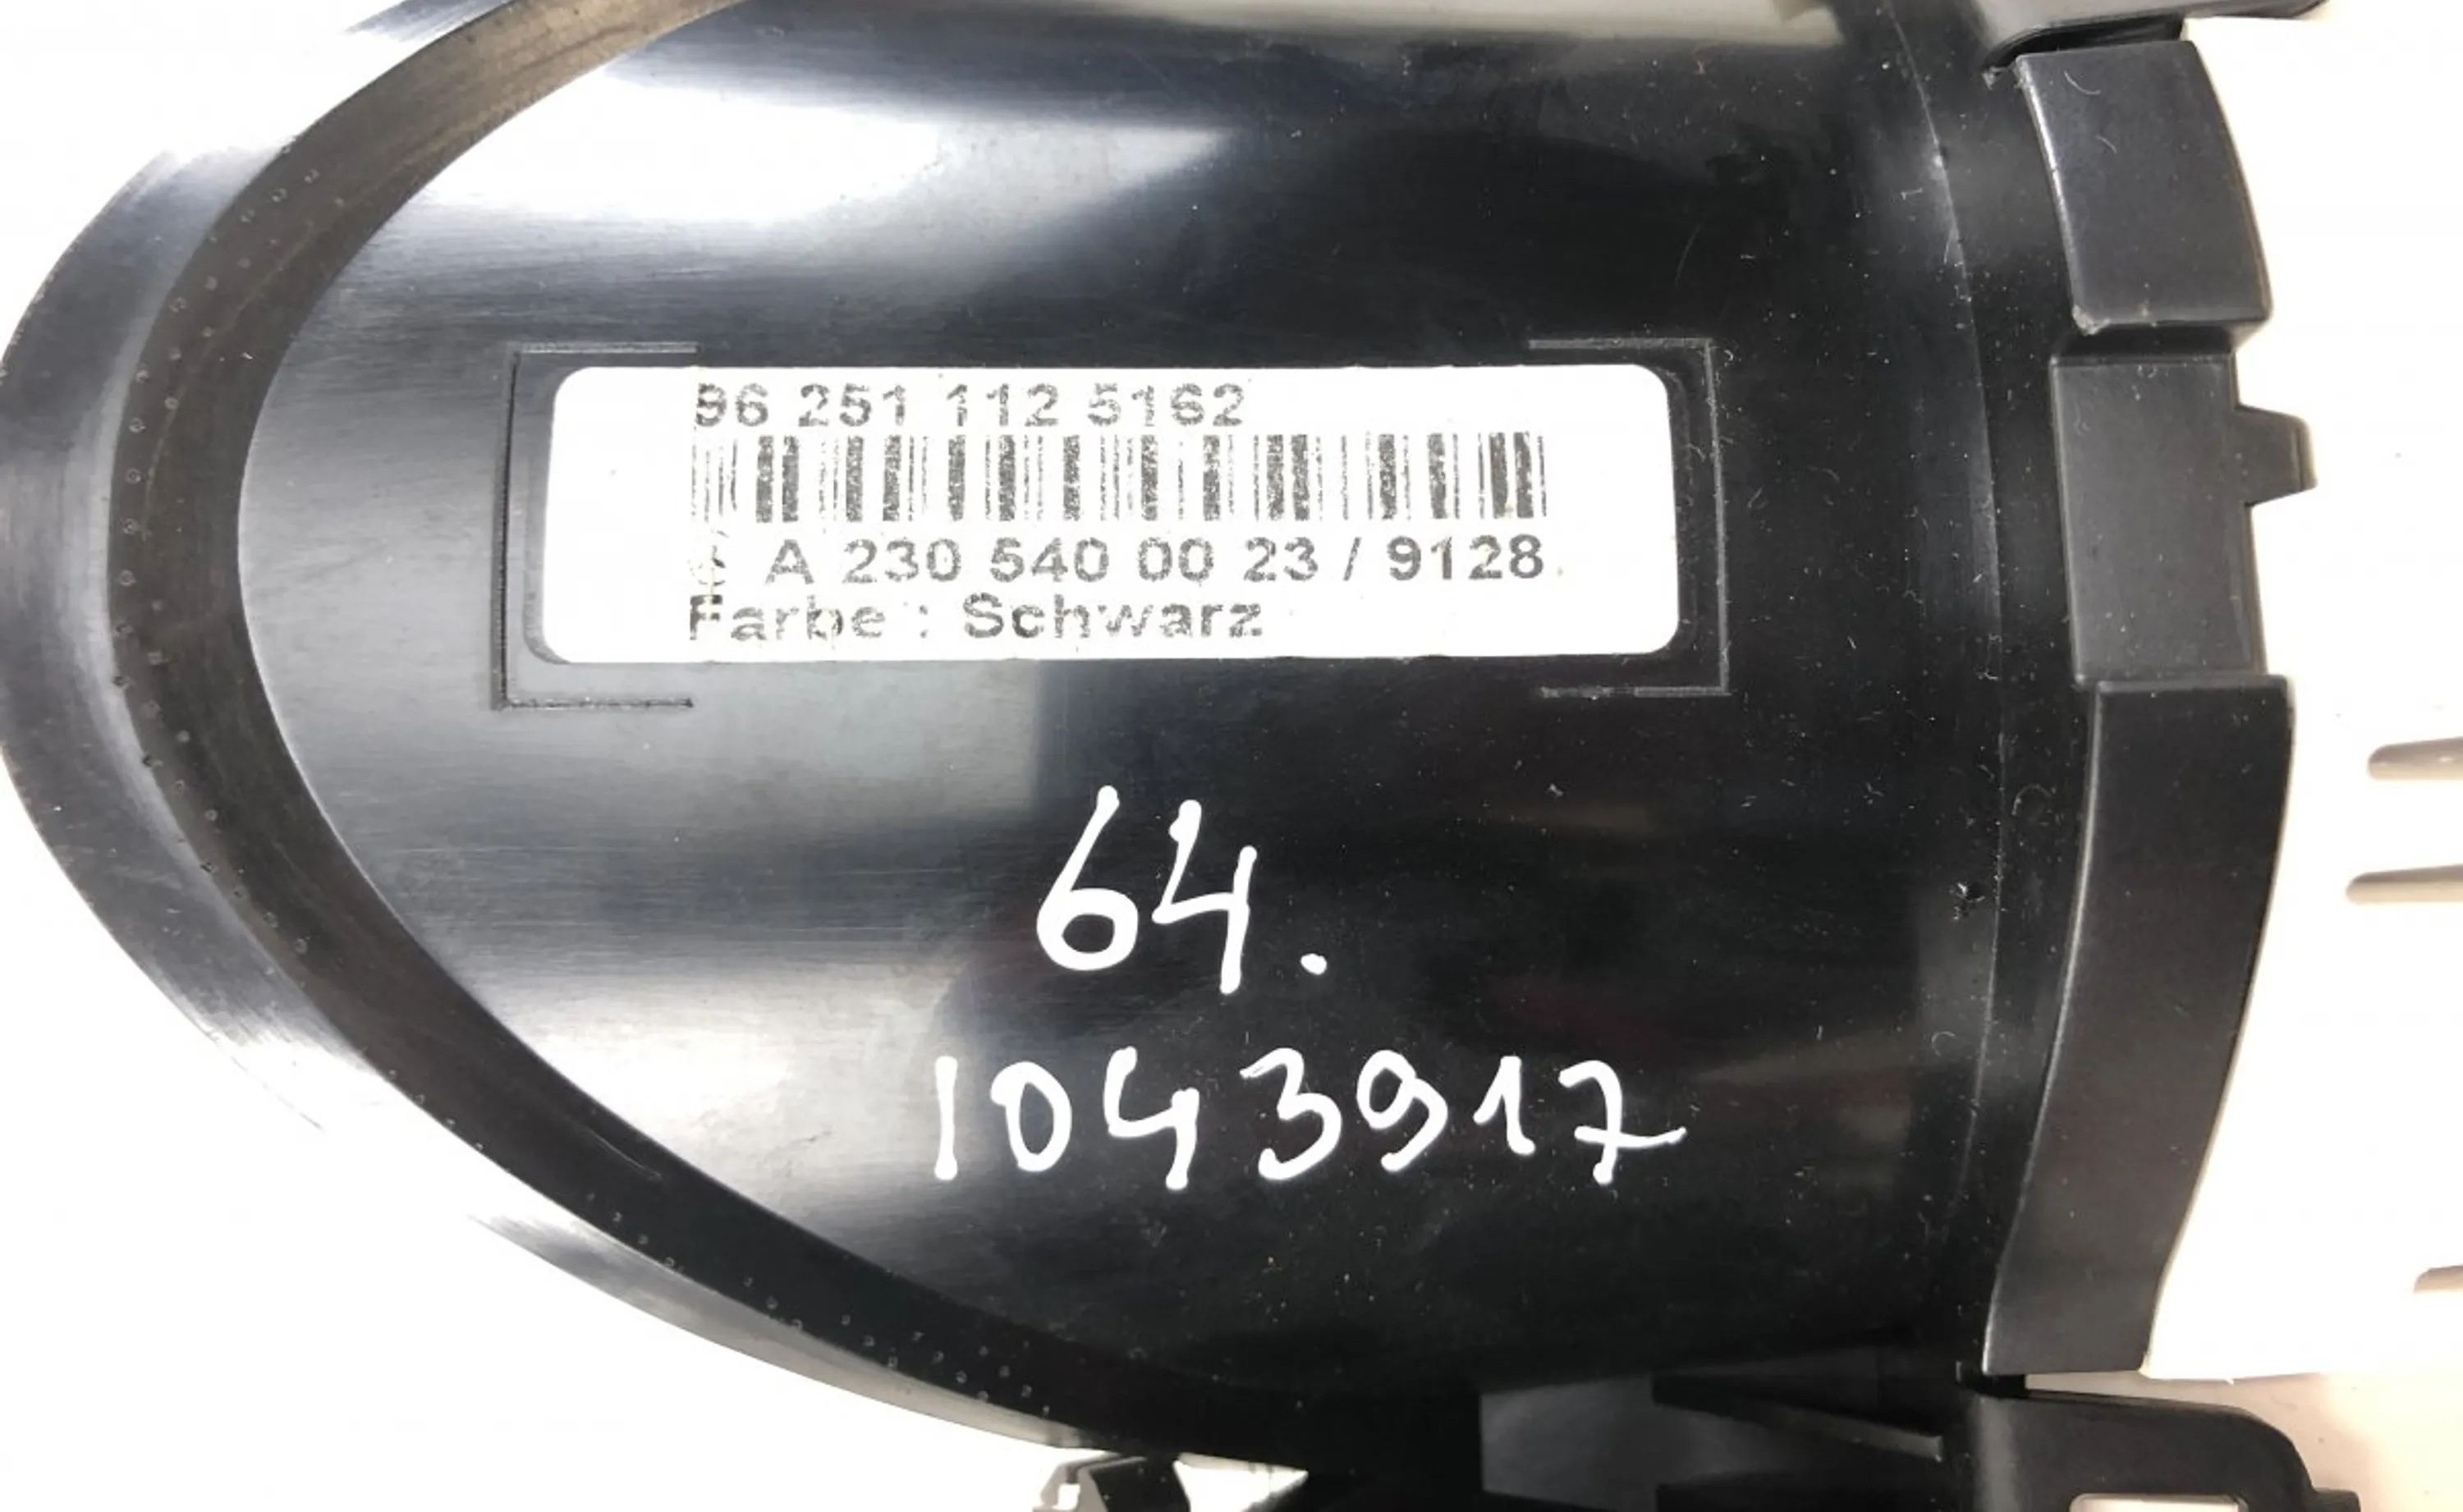 96 251 112 5162
A 230 540 00 23 / 9128
Farbe : Schwarz
64.
1043917